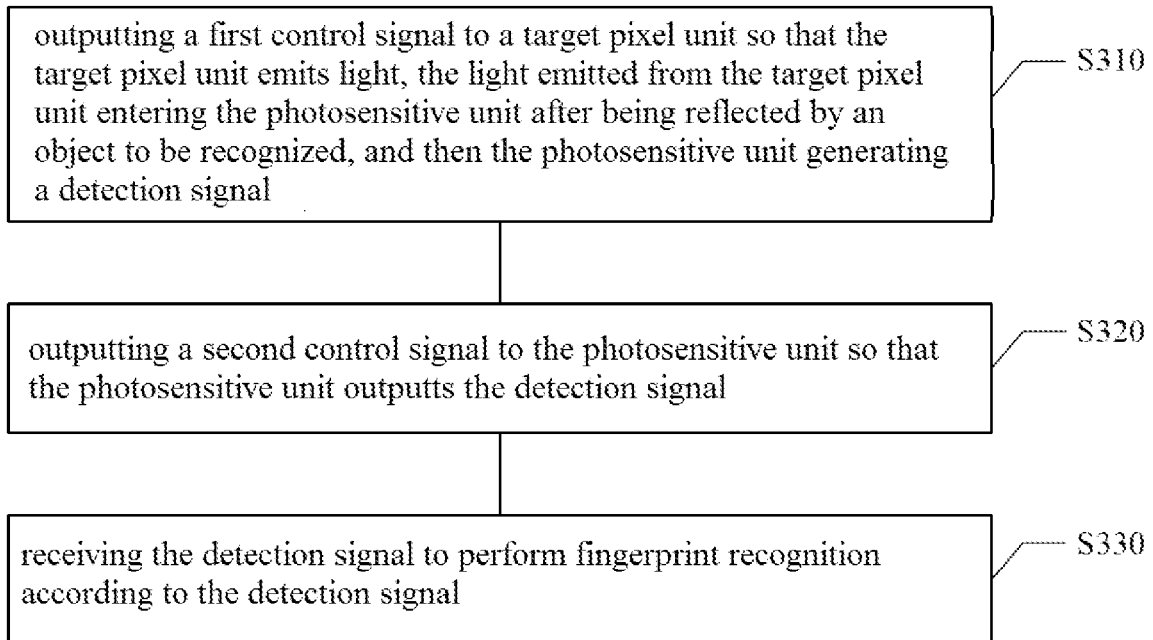 outputting a first control signal to a target pixel unit so that the
target pixel unit emits light, the light emitted from the target pixel
unit entering the photosensitive unit after being reflected by an
object to be recognized, and then the photosensitive unit generating
a detection signal
S310
outputting a second control signal to the photosensitive unit so that
the photosensitive unit outputts the detection signal
S320
receiving the detection signal to perform fingerprint recognition
according to the detection signal
S330